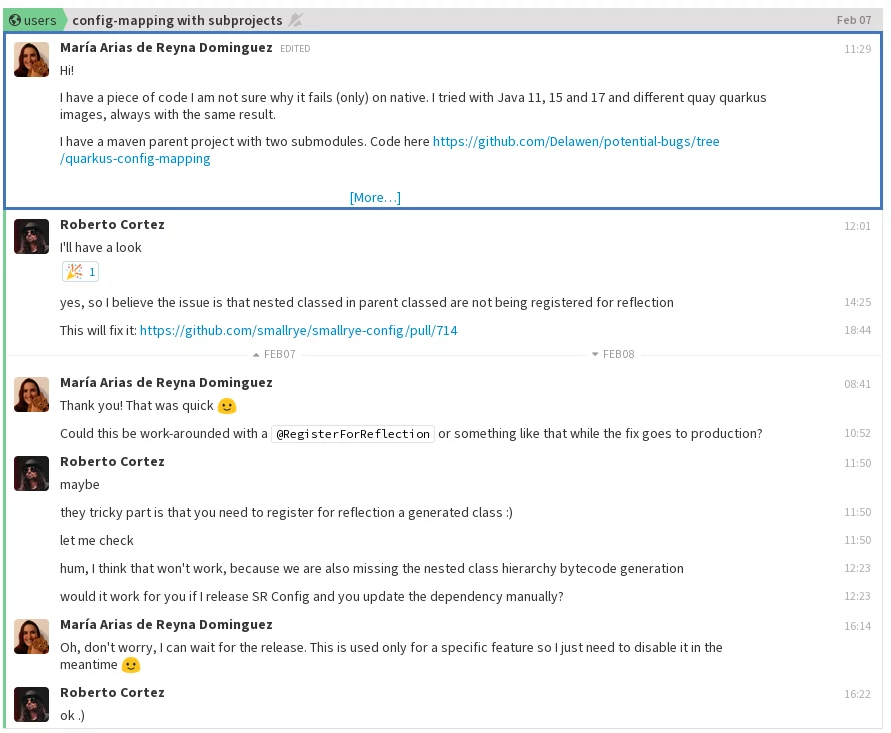 users config-mapping with subprojects Feb 07
María Arias de Reyna Dominguez EDITED 11:29
Hi!
I have a piece of code I am not sure why it fails (only) on native. I tried with Java 11, 15 and 17 and different quay quarkus
images, always with the same result.
I have a maven parent project with two submodules. Code here https://github.com/Delawen/potential-bugs/tree
/quarkus-config-mapping
[More…]
Roberto Cortez 12:01
I'll have a look
1
yes, so I believe the issue is that nested classed in parent classed are not being registered for reflection 14:25
This will fix it: https://github.com/smallrye/smallrye-config/pull/714 18:44
FEB07 FEB08
María Arias de Reyna Dominguez 08:41
Thank you! That was quick 🙂
Could this be work-arounded with a @RegisterForReflection or something like that while the fix goes to production? 10:52
Roberto Cortez 11:50
maybe
they tricky part is that you need to register for reflection a generated class :) 11:50
let me check 11:50
hum, I think that won't work, because we are also missing the nested class hierarchy bytecode generation 12:23
would it work for you if I release SR Config and you update the dependency manually? 12:23
María Arias de Reyna Dominguez 16:14
Oh, don't worry, I can wait for the release. This is used only for a specific feature so I just need to disable it in the
meantime 🙂
Roberto Cortez 16:22
ok .)